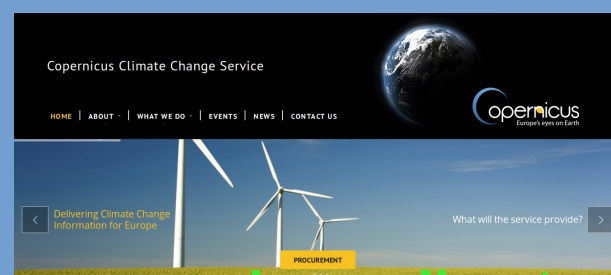 Copernicus Climate Change Service
HOME ABOUT WHAT WE DO EVENTS NEWS CONTACT US
opernicus
Europe's eyes on Earth
Delivering Climate Change
Information for Europe
What will the service provide?
PROCUREMENT